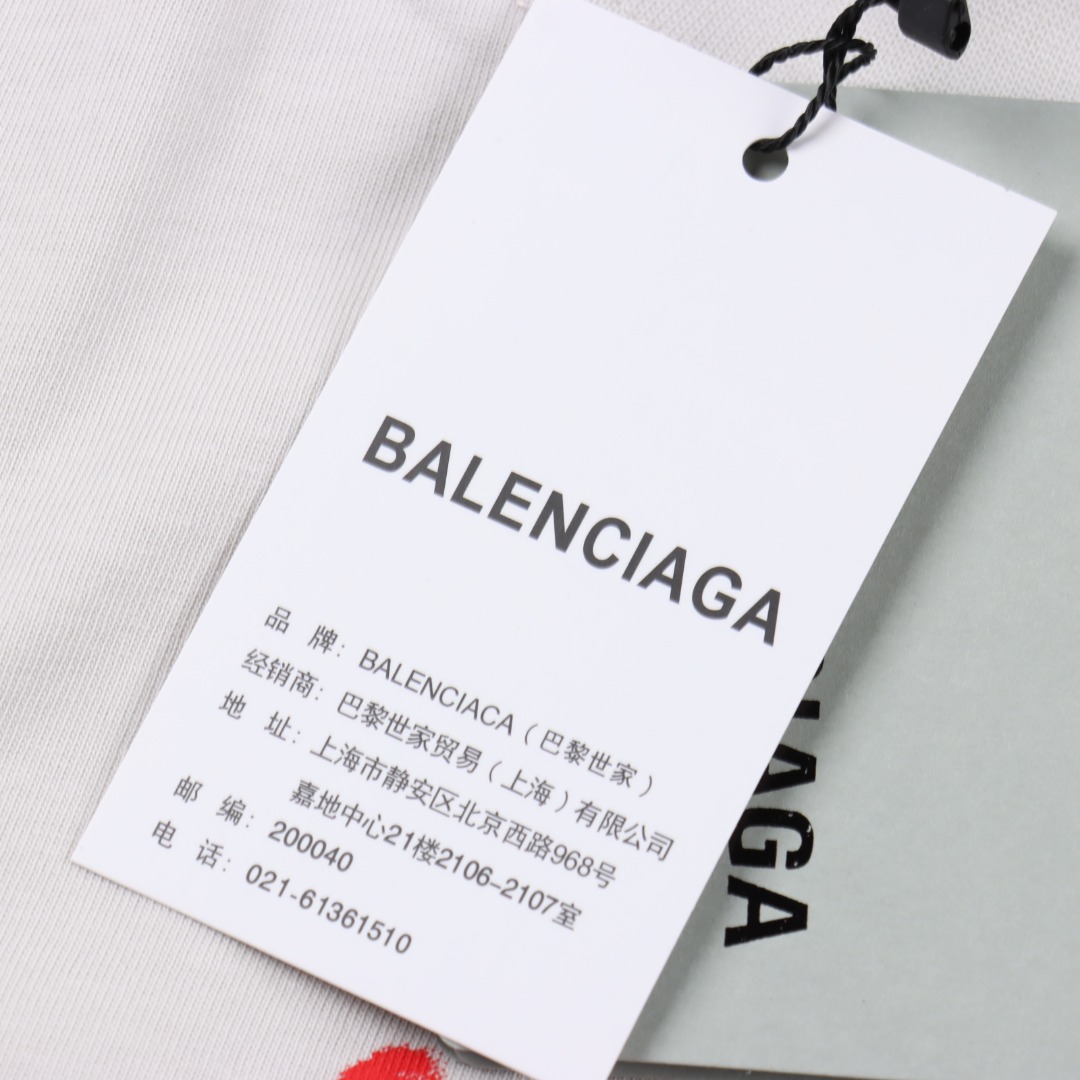 BALENCIAGA
品 牌: BALENCIACA (巴黎世家)
经销商: 巴黎世家贸易 (上海) 有限公司
地 址: 上海市静安区北京西路968号
嘉地中心21楼2106-2107室
邮 编: 200040
电 话: 021-61361510
IAGA